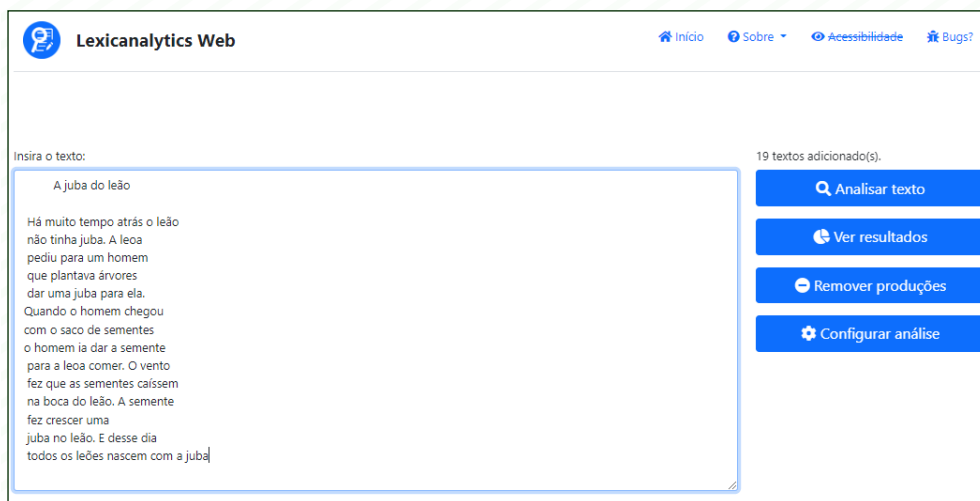 Lexicanalytics Web
Início Sobre Acessibilidade Bugs?
Insira o texto:
19 textos adicionado(s).
A juba do leão
Há muito tempo atrás o leão
não tinha juba. A leoa
pediu para um homem
que plantava árvores
dar uma juba para ela.
Quando o homem chegou
com o saco de sementes
o homem ia dar a semente
para a leoa comer. O vento
fez que as sementes caíssem
na boca do leão. A semente
fez crescer uma
juba no leão. E desse dia
todos os leões nascem com a juba
Analisar texto
Ver resultados
Remover produções
Configurar análise